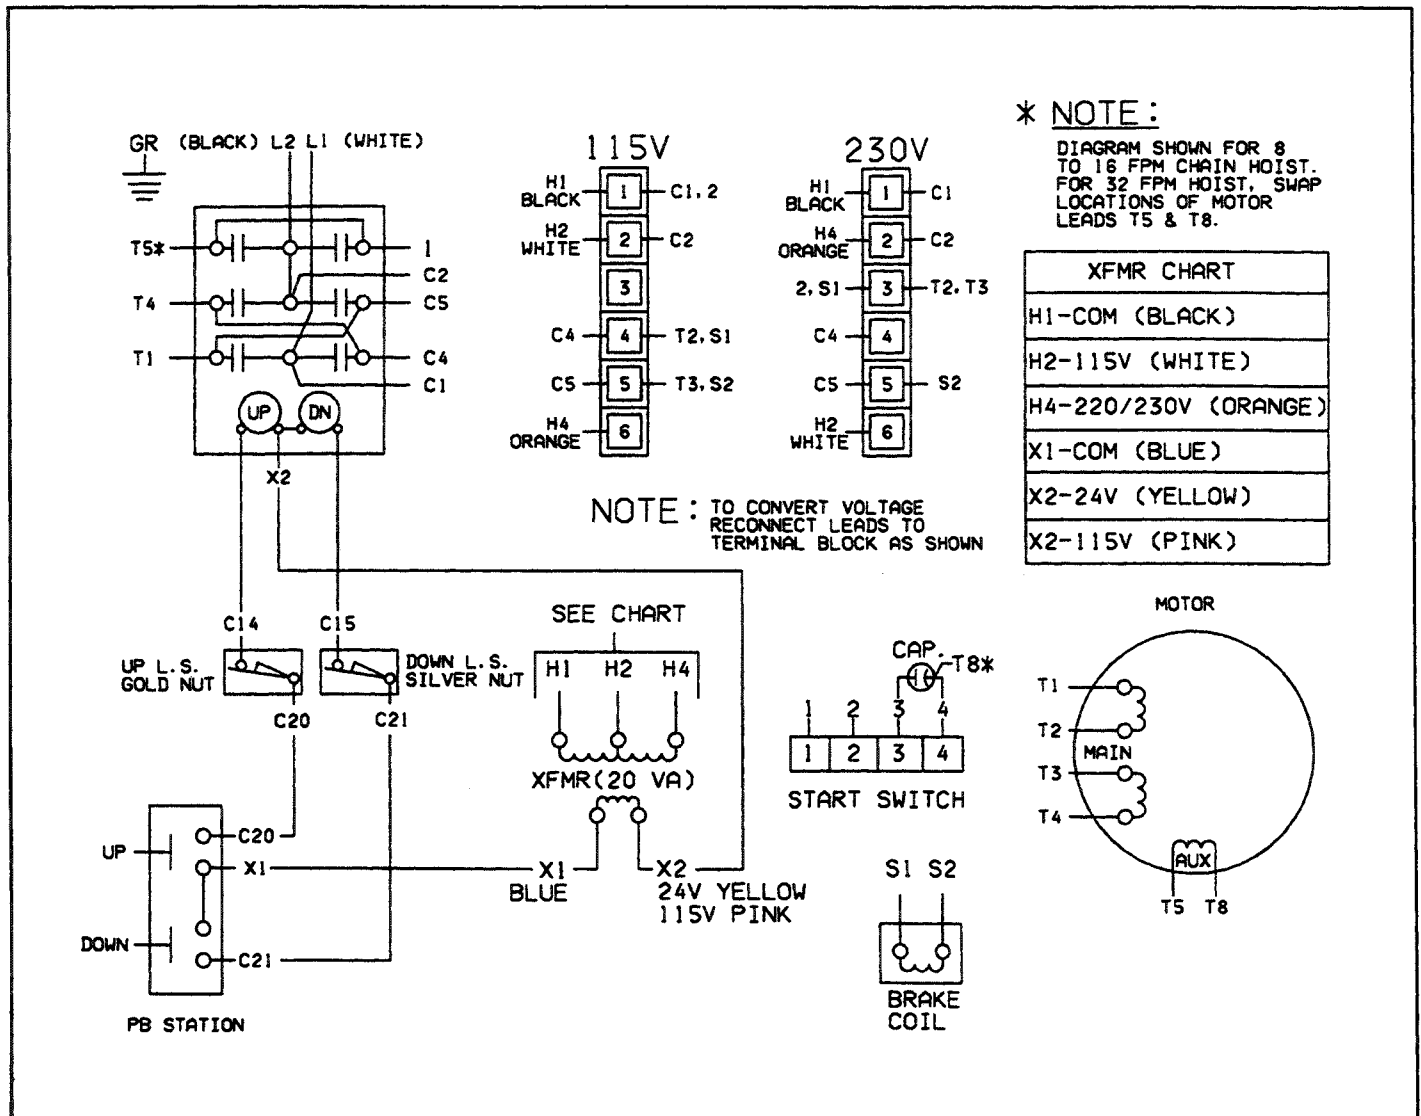 GR (BLACK) L2 L1 (WHITE)
T5* 1
C2
T4 C5
T1 C4
C1
UP DN
X2
115V
H1 BLACK 1 C1,2
H2 WHITE 2 C2
3
C4 4 T2,S1
C5 5 T3,S2
H4 ORANGE 6
230V
H1 BLACK 1 C1
H4 ORANGE 2 C2
2,S1 3 T2,T3
C4 4
C5 5 S2
H2 WHITE 6
* NOTE:
DIAGRAM SHOWN FOR 8
TO 16 FPM CHAIN HOIST.
FOR 32 FPM HOIST, SWAP
LOCATIONS OF MOTOR
LEADS T5 & T8.
XFMR CHART
H1-COM (BLACK)
H2-115V (WHITE)
H4-220/230V (ORANGE)
X1-COM (BLUE)
X2-24V (YELLOW)
X2-115V (PINK)
NOTE: TO CONVERT VOLTAGE
RECONNECT LEADS TO
TERMINAL BLOCK AS SHOWN
C14 C15
UP L.S.
GOLD NUT
DOWN L.S.
SILVER NUT
C20 C21
SEE CHART
H1 H2 H4
XFMR(20 VA)
X1
BLUE
X2
24V YELLOW
115V PINK
CAP.
T8*
1 2 3 4
1 2 3 4
START SWITCH
MOTOR
T1
T2
MAIN
T3
T4
AUX
T5 T8
UP
C20
X1
DOWN
C21
PB STATION
S1 S2
BRAKE
COIL